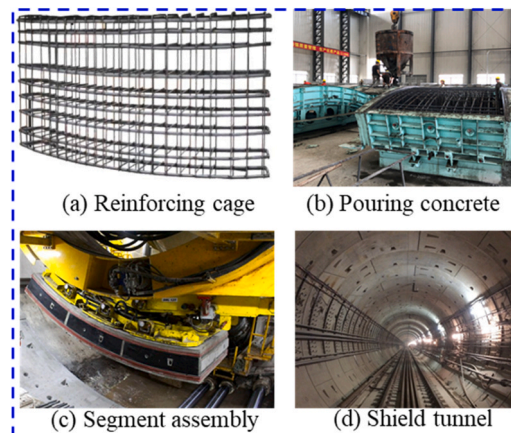 (a) Reinforcing cage
(b) Pouring concrete
(c) Segment assembly
(d) Shield tunnel